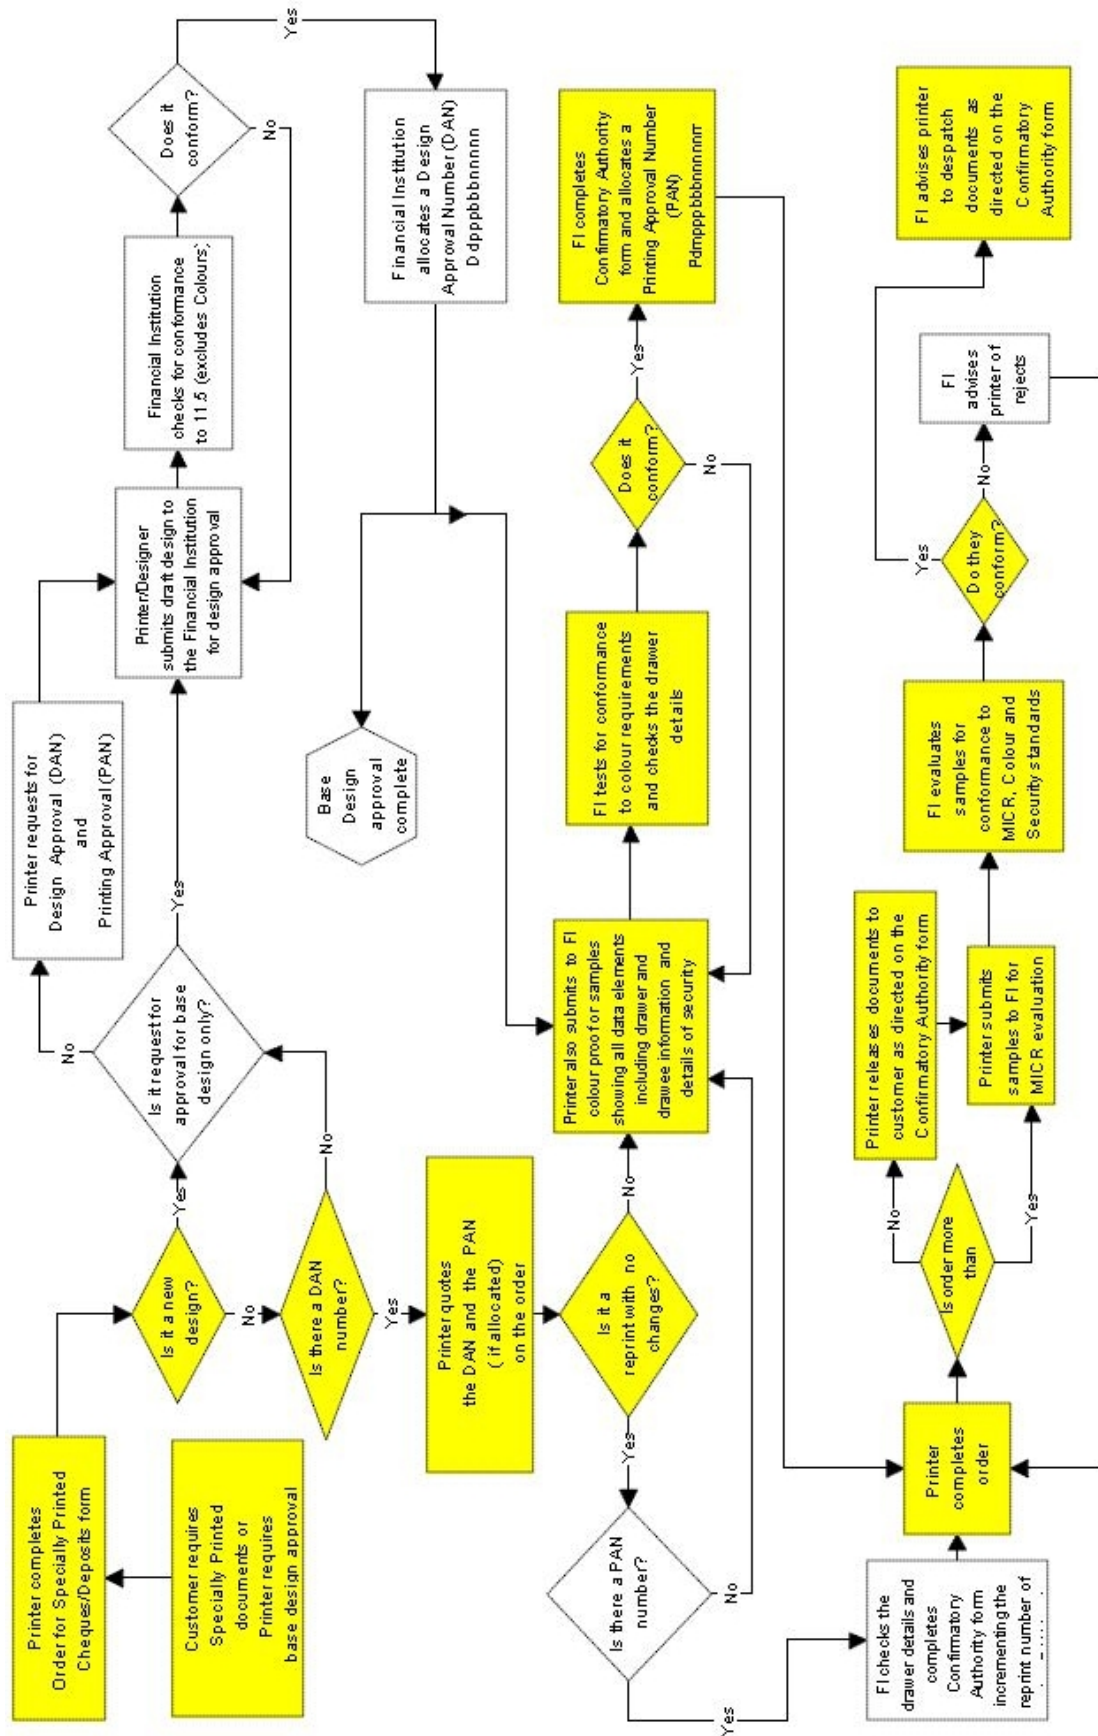 Customer requires
Specially Printed
documents or
Printer requires
base design approval
Printer completes
Order for Specially Printed
Cheques/Deposits form
Is it a new
design?
Yes
No
Is there a DAN
number?
No
Yes
Is it request for
approval for base
design only?
No
Yes
Printer requests for
Design Approval (DAN)
and
Printing Approval (PAN)
Printer/Designer
submits draft design to
the Financial Institution
for design approval
Financial Institution
checks for conformance
to 11.5 (excludes Colours)
Does it
conform?
No
Yes
Financial Institution
allocates a Design
Approval Number (DAN)
Base
Design
approval
complete
Printer quotes
the DAN and the PAN
( if allocated)
on the order
Is it a
reprint with no
changes?
No
Yes
Printer also submits to FI
colour proof for samples
showing all data elements
including drawer and
drawee information and
details of security
FI tests for conformance
to colour requirements
and checks the drawer
details
Does it
conform?
No
Yes
FI completes
Confirmatory Authority
form and allocates a
Printing Approval Number
(PAN)
Is there a PAN
number?
No
Yes
FI checks the
drawer details and
completes
Confirmatory
Authority form
incrementing the
reprint number of
Printer
completes
order
Is order more
than
No
Yes
Printer releases documents to
customer as directed on the
Confirmatory Authority form
Printer submits
samples to FI for
MICR evaluation
FI evaluates
samples for
conformance to
MICR, Colour and
Security standards
Do they
conform?
Yes
No
FI
advises
printer of
rejects
FI advises printer
to despatch
documents as
directed on the
Confirmatory
Authority form